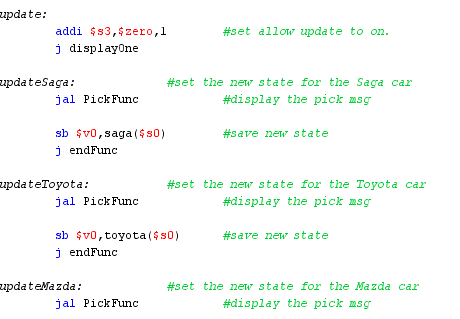 update:
addi $s3,$zero,1 #set allow update to on.
j displayOne
updateSaga: #set the new state for the Saga car
jal PickFunc #display the pick msg
sb $v0,saga($s0) #save new state
j endFunc
updateToyota: #set the new state for the Toyota car
jal PickFunc #display the pick msg
sb $v0,toyota($s0) #save new state
j endFunc
updateMazda: #set the new state for the Mazda car
jal PickFunc #display the pick msg